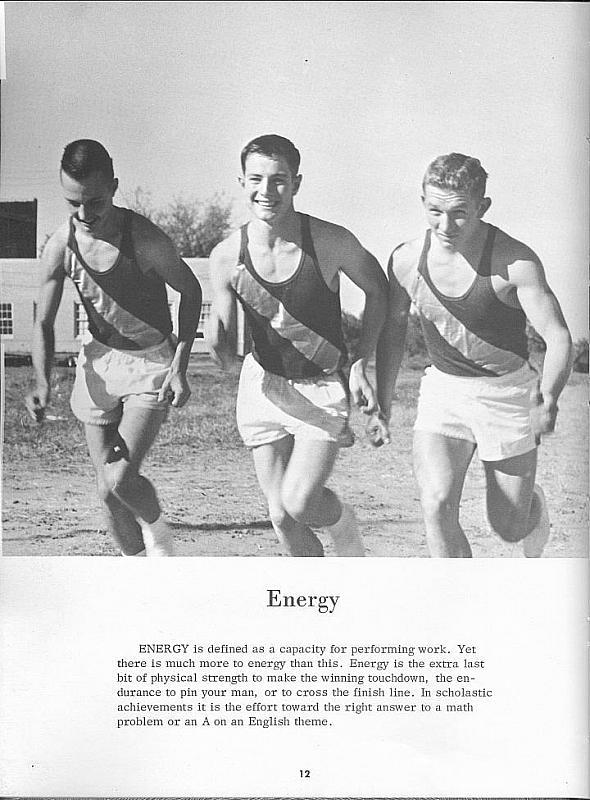 Energy
ENERGY is defined as a capacity for performing work. Yet
there is much more to energy than this. Energy is the extra last
bit of physical strength to make the winning touchdown, the en-
durance to pin your man, or to cross the finish line. In scholastic
achievements it is the effort toward the right answer to a math
problem or an A on an English theme.
12